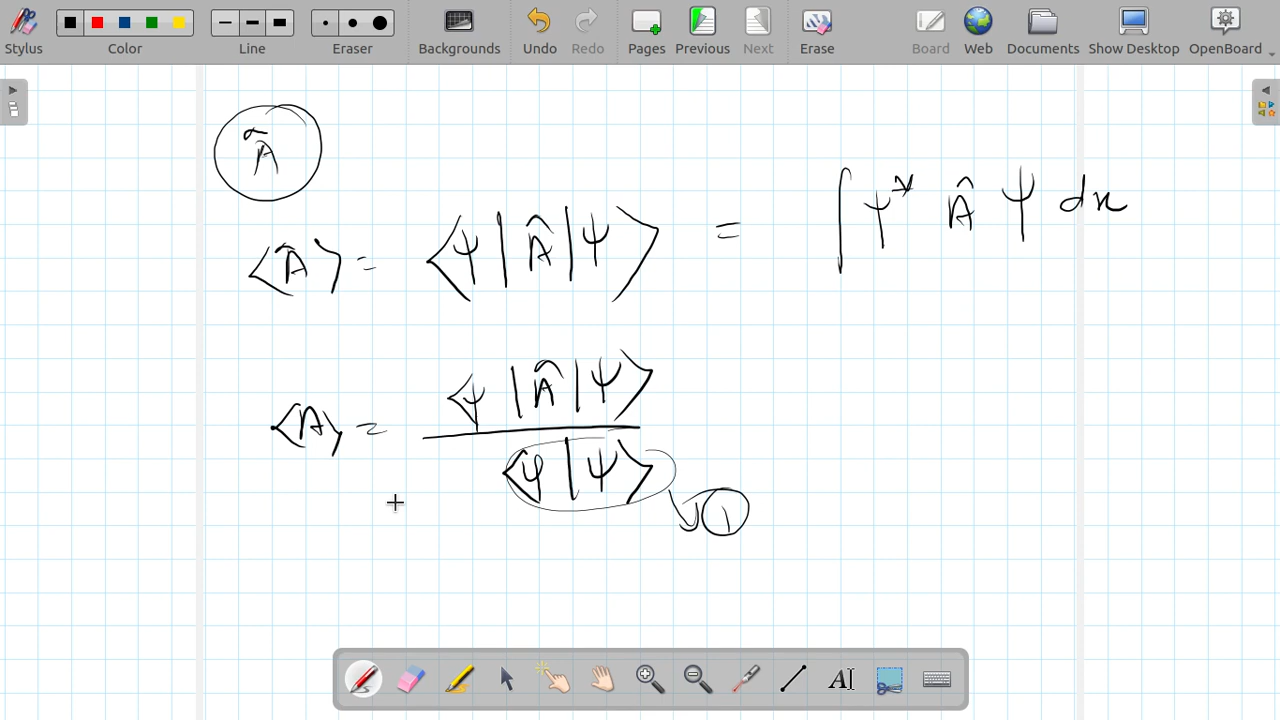 Stylus Color Line Eraser Backgrounds Undo Redo Pages Previous Next Erase Board Web Documents Show Desktop OpenBoard
Â
⟨Â⟩ = ⟨ψ|Â|ψ⟩ = ∫ ψ* Â ψ dx
⟨A⟩ = ⟨ψ|Â|ψ⟩
⟨ψ|ψ⟩
1